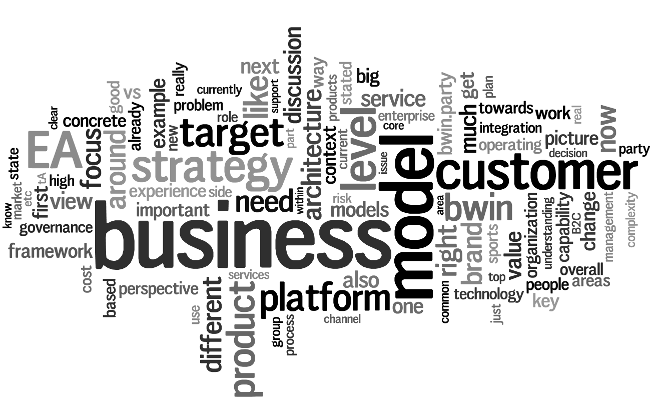 discussion
really
next
way
clear
good
vs
already
example
currently
support
like
stated
big
products
bwin.party
get
plan
concrete
new
problem
role
part
architecture
context
current
level
service
enterprise
core
much
towards
integration
work
real
now
EA
focus
around
target
strategy
issue
model
operating
decision
picture
party
customer
state
tA
high
first
view
market
etc
know
governance
experience
side
important
need
within
risk
models
area
bwin
organization
understanding
capability
B2C
change
management
complexity
business
framework
cost
based
perspective
services
also
right
brand
sports
value
top
people
overall
areas
use
different
product
platform
one
common
technology
just
key
group
process
channel